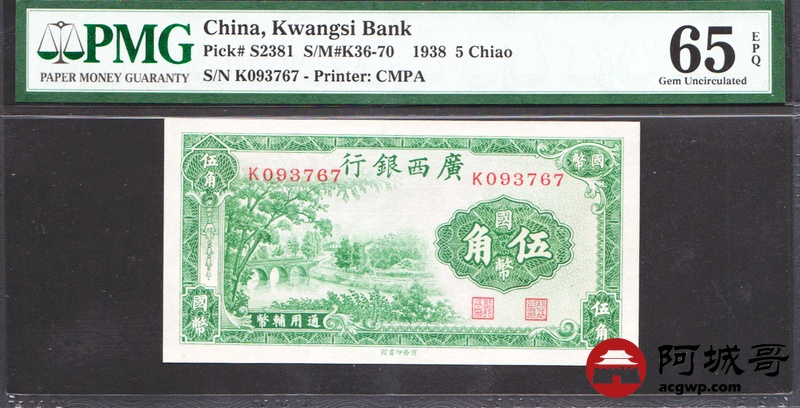 PMG
PAPER MONEY GUARANTY
China, Kwangsi Bank
Pick# S2381 S/M#K36-70 1938 5 Chiao
S/N K093767 - Printer: CMPA
65 EPQ
Gem Uncirculated
行銀西廣
K093767
K093767
伍角
國幣
國幣
伍角
國幣
伍角
幣輔用通
阿城哥
acgwp.com